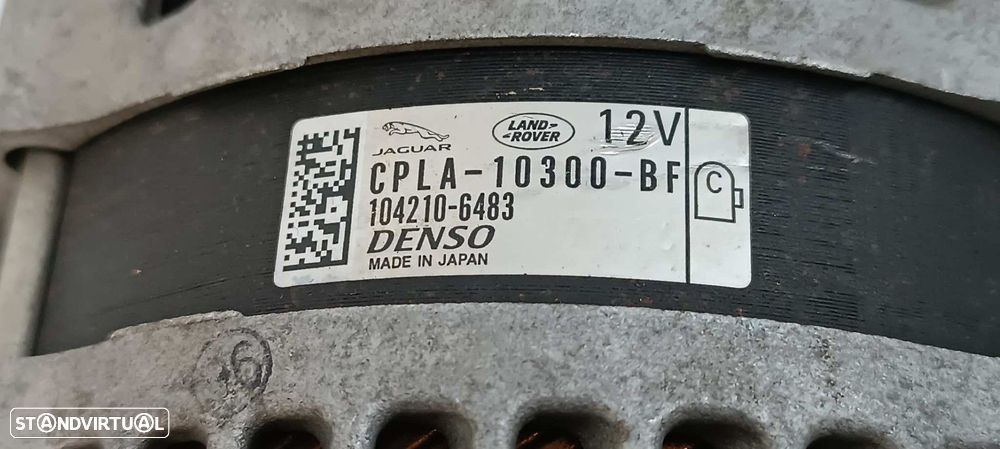 JAGUAR
LAND-
-ROVER
12V
CPLA-10300-BF
C
104210-6483
DENSO
MADE IN JAPAN
6
STANDVIRTUAL